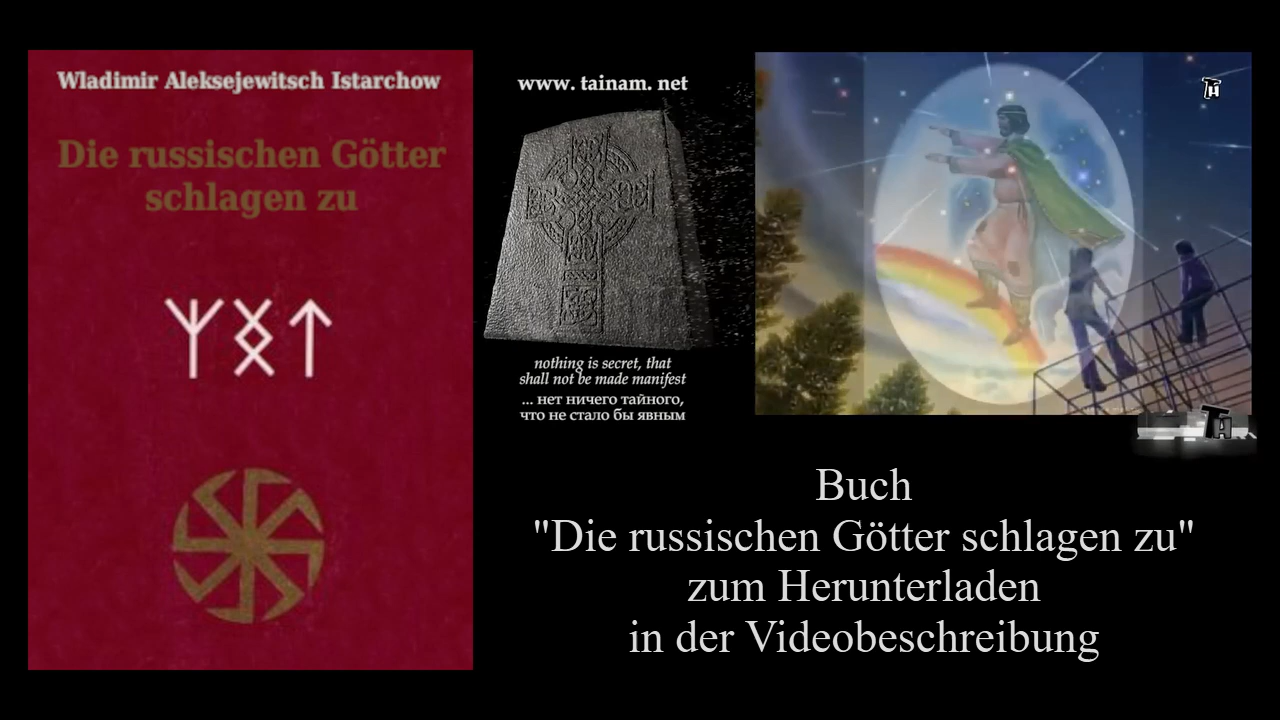 Wladimir Aleksejewitsch Istarchow
Die russischen Götter
schlagen zu
ᛉᛝᛏ
www. tainam. net
nothing is secret, that
shall not be made manifest
... нет ничего тайного,
что не стало бы явным
Buch
"Die russischen Götter schlagen zu"
zum Herunterladen
in der Videobeschreibung